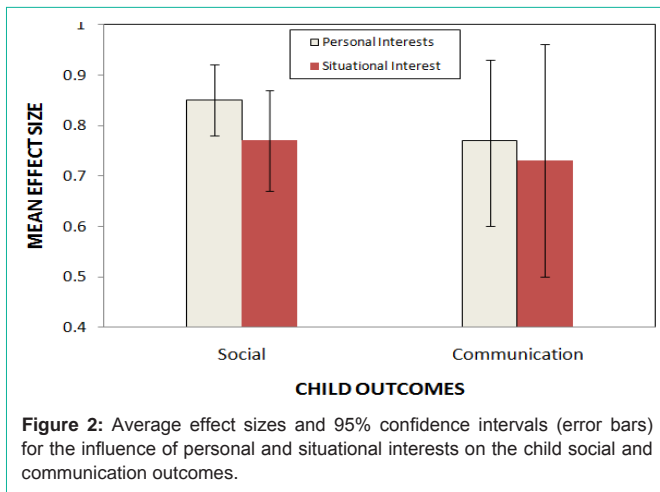 1
Personal Interests
Situational Interest
0.9
0.8
0.7
0.6
0.5
0.4
MEAN EFFECT SIZE
Social
Communication
CHILD OUTCOMES
Figure 2: Average effect sizes and 95% confidence intervals (error bars)
for the influence of personal and situational interests on the child social and
communication outcomes.